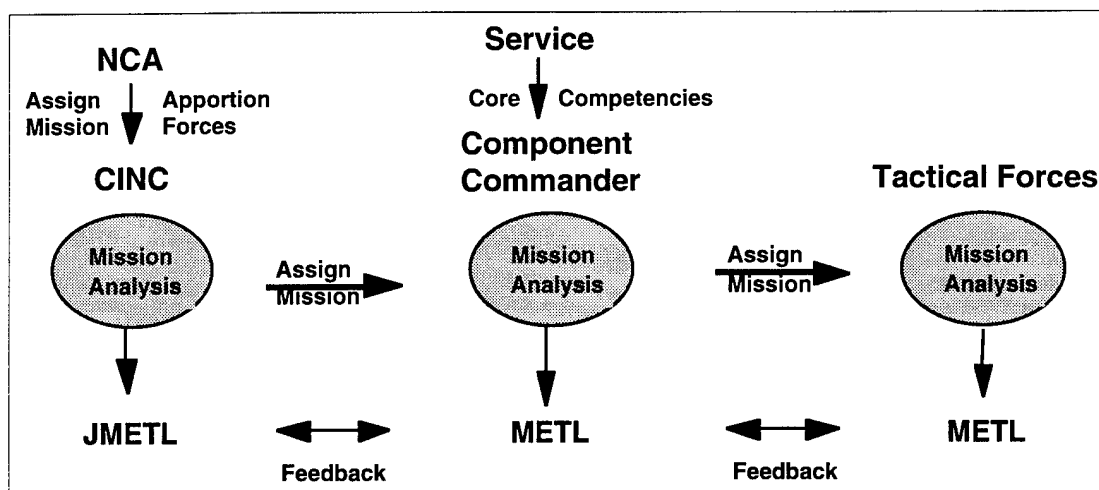 NCA
Assign Apportion
Mission Forces
CINC
Mission
Analysis
JMETL
Assign
Mission
Feedback
Service
Core Competencies
Component
Commander
Mission
Analysis
METL
Assign
Mission
Feedback
Tactical Forces
Mission
Analysis
METL